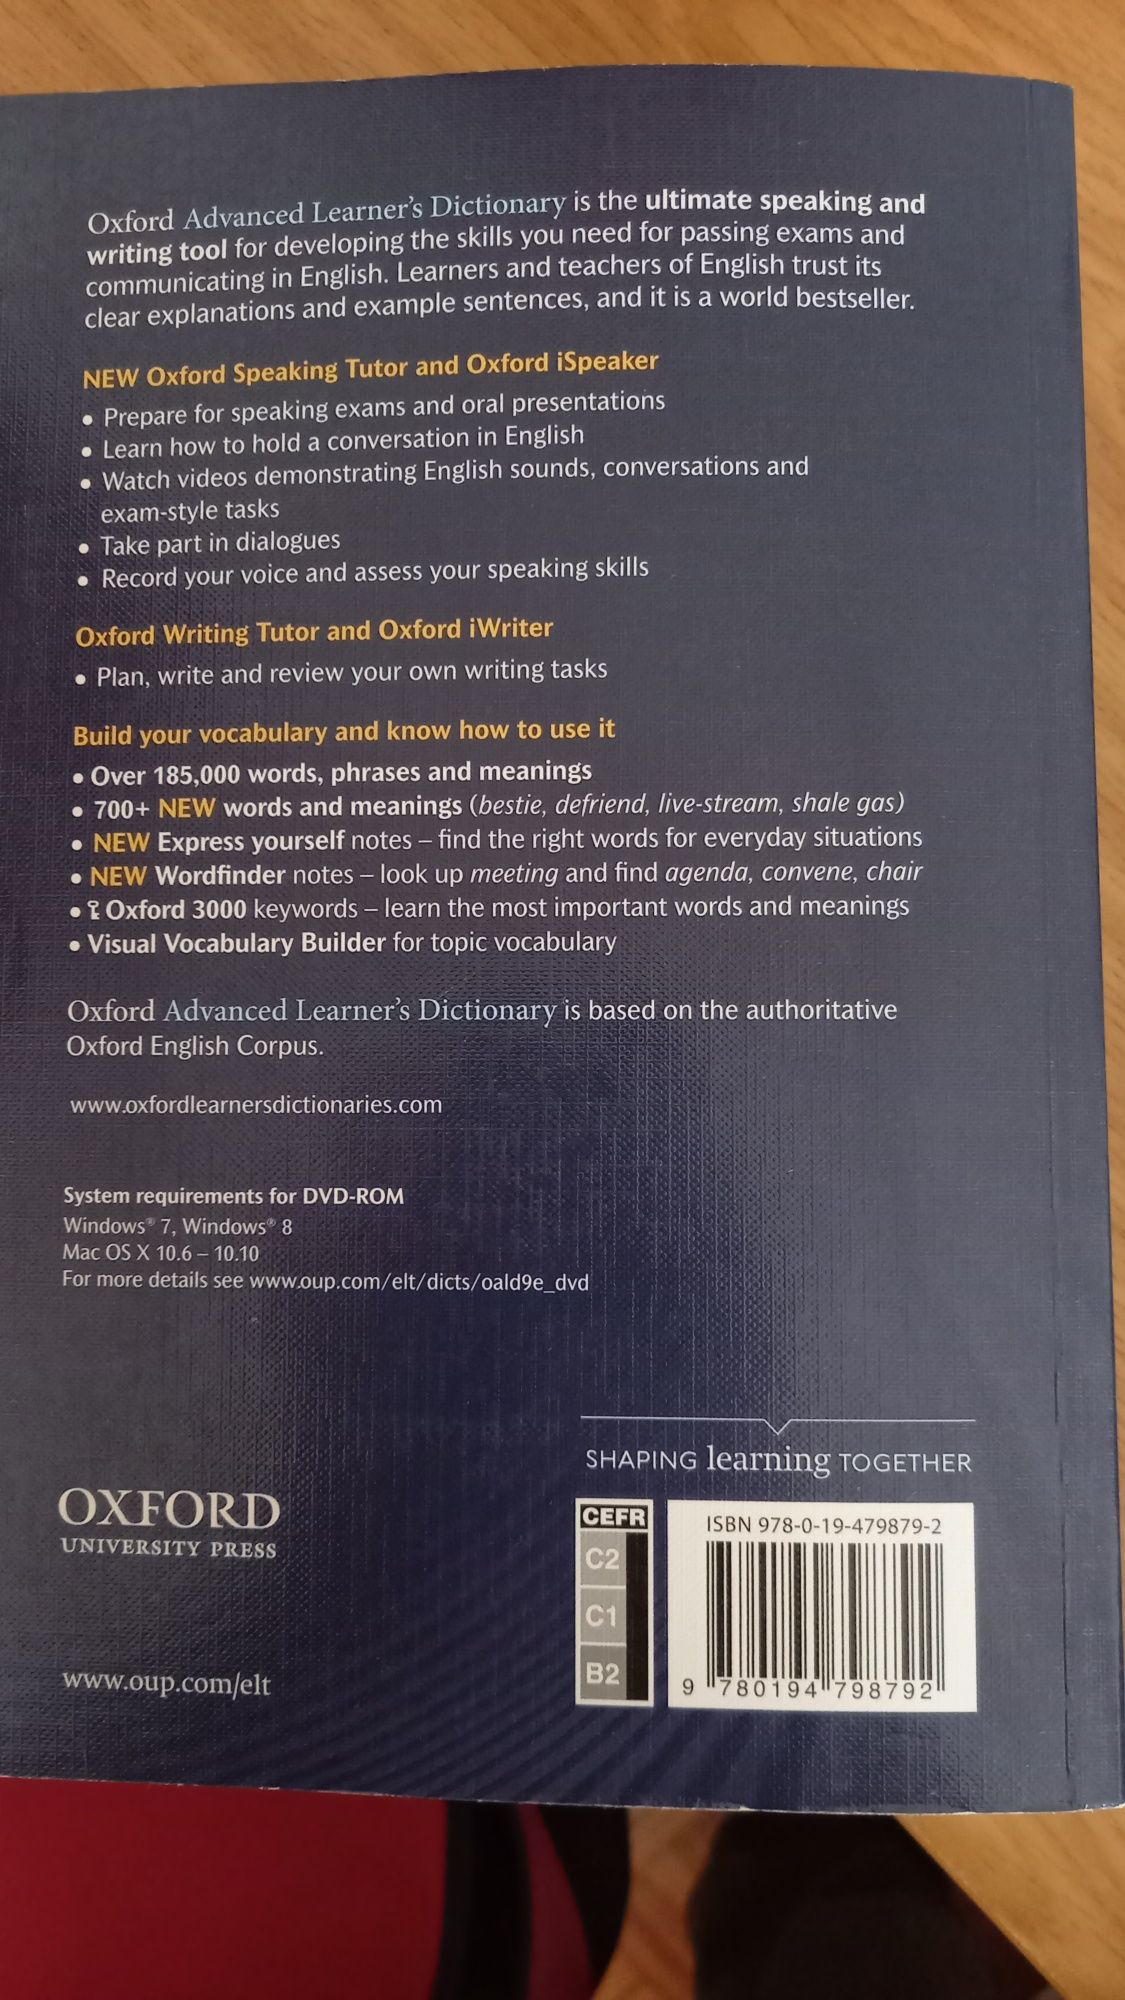 Oxford Advanced Learner's Dictionary is the ultimate speaking and
writing tool for developing the skills you need for passing exams and
communicating in English. Learners and teachers of English trust its
clear explanations and example sentences, and it is a world bestseller.
NEW Oxford Speaking Tutor and Oxford iSpeaker
• Prepare for speaking exams and oral presentations
• Learn how to hold a conversation in English
• Watch videos demonstrating English sounds, conversations and
exam-style tasks
• Take part in dialogues
• Record your voice and assess your speaking skills
Oxford Writing Tutor and Oxford iWriter
• Plan, write and review your own writing tasks
Build your vocabulary and know how to use it
• Over 185,000 words, phrases and meanings
• 700+ NEW words and meanings (bestie, defriend, live-stream, shale gas)
• NEW Express yourself notes – find the right words for everyday situations
• NEW Wordfinder notes – look up meeting and find agenda, convene, chair
• Oxford 3000 keywords – learn the most important words and meanings
• Visual Vocabulary Builder for topic vocabulary
Oxford Advanced Learner's Dictionary is based on the authoritative
Oxford English Corpus.
www.oxfordlearnersdictionaries.com
System requirements for DVD-ROM
Windows® 7, Windows® 8
Mac OS X 10.6 – 10.10
For more details see www.oup.com/elt/dicts/oald9e_dvd
SHAPING learning TOGETHER
OXFORD
UNIVERSITY PRESS
www.oup.com/elt
CEFR
C2
C1
B2
ISBN 978-0-19-479879-2
9 780194 798792